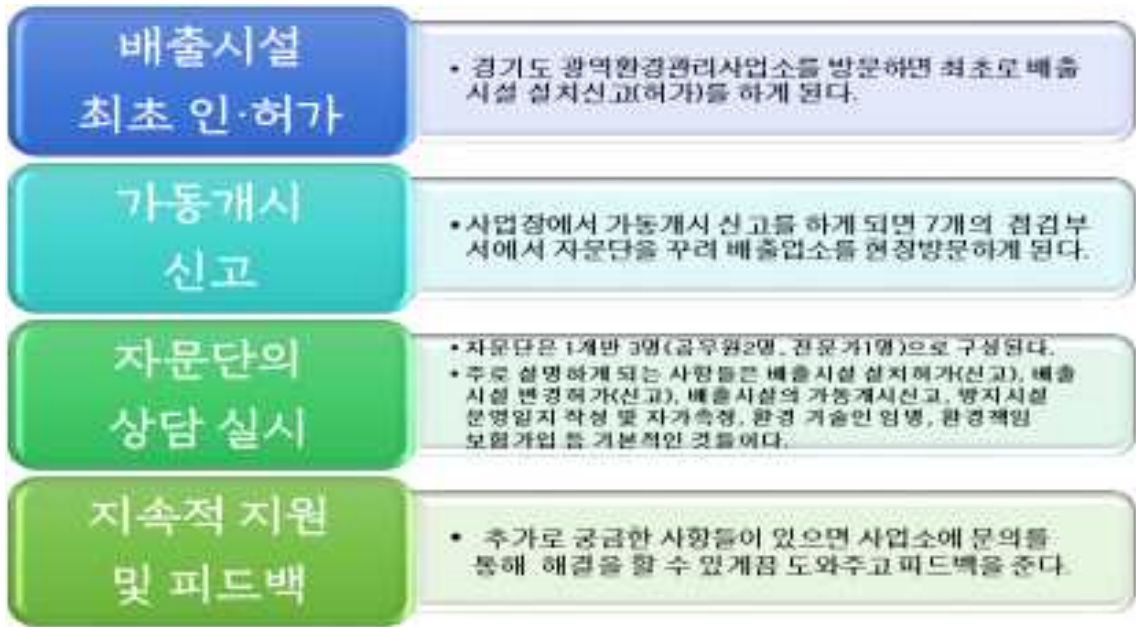 배출시설
최초 인·허가
• 경기도 광역환경관리사업소를 방문하면 최초로 배출
시설 설치신고(허가)를 하게 된다.
가동개시
신고
• 사업장에서 가동개시 신고를 하게 되면 7개의 점검부
서에서 자문단을 꾸려 배출업소를 현장방문하게 된다.
자문단의
상담 실시
• 자문단은 1개반 3명(공무원2명, 전문가1명)으로 구성된다.
• 주로 설명하게 되는 사항들은 배출시설 설치허가(신고), 배출
시설 변경허가(신고), 배출시설의 가동개시신고, 방지시설
운영일지 작성 및 자가측정, 환경 기술인 임명, 환경책임
보험가입 등 기본적인 것들이다.
지속적 지원
및 피드백
• 추가로 궁금한 사항들이 있으면 사업소에 문의를
통해 해결을 할 수 있게끔 도와주고 피드백을 준다.